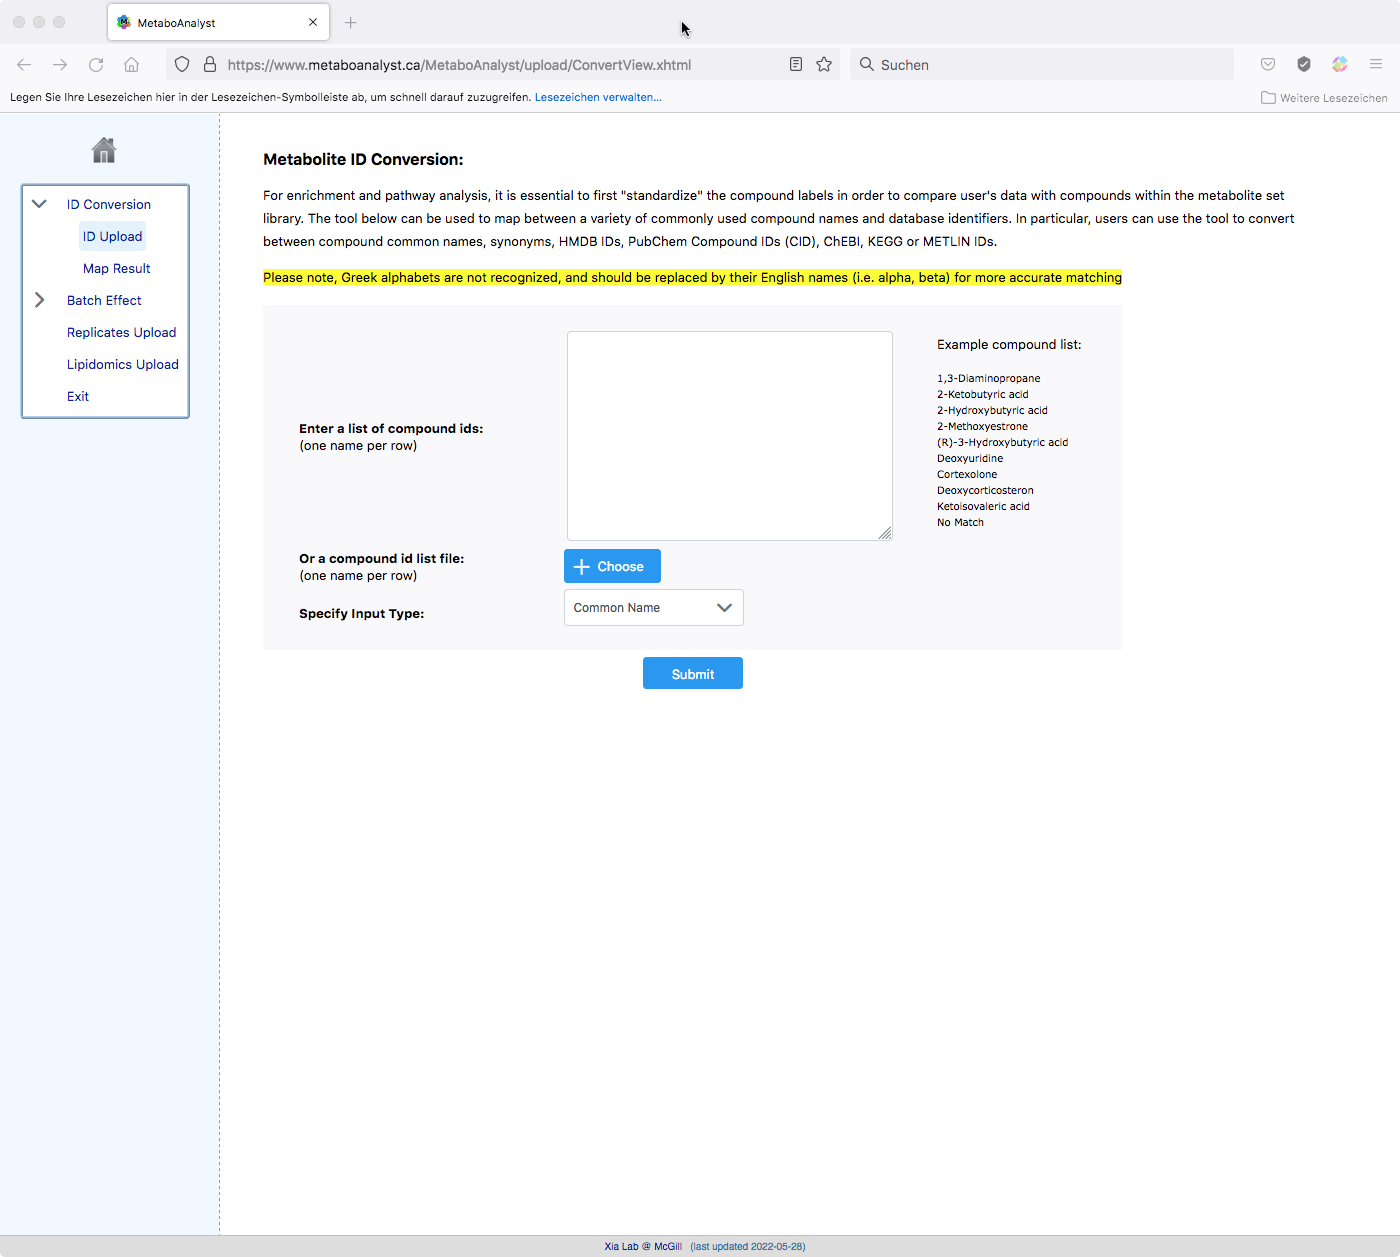 MetaboAnalyst
https://www.metaboanalyst.ca/MetaboAnalyst/upload/ConvertView.xhtml
Suchen
Legen Sie Ihre Lesezeichen hier in der Lesezeichen-Symbolleiste ab, um schnell darauf zuzugreifen. Lesezeichen verwalten...
Weitere Lesezeichen
ID Conversion
ID Upload
Map Result
Batch Effect
Replicates Upload
Lipidomics Upload
Exit
Metabolite ID Conversion:
For enrichment and pathway analysis, it is essential to first "standardize" the compound labels in order to compare user's data with compounds within the metabolite set
library. The tool below can be used to map between a variety of commonly used compound names and database identifiers. In particular, users can use the tool to convert
between compound common names, synonyms, HMDB IDs, PubChem Compound IDs (CID), ChEBI, KEGG or METLIN IDs.
Please note, Greek alphabets are not recognized, and should be replaced by their English names (i.e. alpha, beta) for more accurate matching
Enter a list of compound ids:
(one name per row)
Example compound list:
1,3-Diaminopropane
2-Ketobutyric acid
2-Hydroxybutyric acid
2-Methoxyestrone
(R)-3-Hydroxybutyric acid
Deoxyuridine
Cortexolone
Deoxycorticosteron
Ketoisovaleric acid
No Match
Or a compound id list file:
(one name per row)
Choose
Specify Input Type:
Common Name
Submit
Xia Lab @ McGill (last updated 2022-05-28)